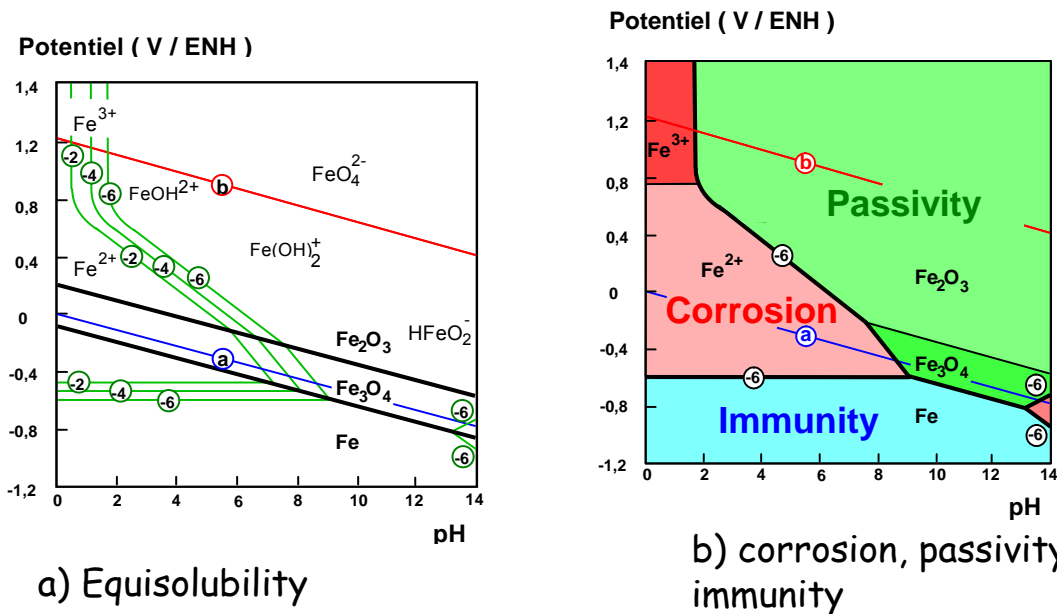 Potentiel ( V / ENH )
1,4
1,2
0,8
0,4
0
-0,4
-0,8
-1,2
0 2 4 6 8 10 12 14
pH
Fe3+
-2
-4
-6
FeOH2+
b
FeO42-
Fe(OH)2+
Fe2+
-2
-4
-6
HFeO2-
Fe2O3
a
Fe3O4
-2
-4
-6
Fe
-6
-6
a) Equisolubility
Potentiel ( V / ENH )
1,4
1,2
0,8
0,4
0
-0,4
-0,8
-1,2
0 2 4 6 8 10 12 14
pH
Fe3+
b
Passivity
-6
Fe2+
Fe2O3
Corrosion
a
Fe3O4
-6
-6
Immunity
Fe
-6
b) corrosion, passivity
immunity